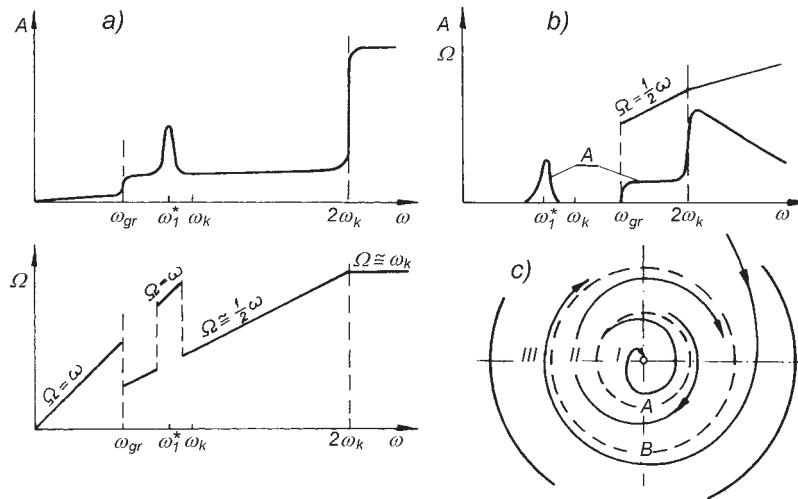 a)
A
ω_gr ω_1^* ω_k 2ω_k ω
Ω
Ω=ω
Ω=ω
Ω≅½ω
Ω≅ω_k
ω_gr ω_1^* ω_k 2ω_k ω
b)
A
Ω
Ω=½ω
A
ω_1^* ω_k ω_gr 2ω_k ω
c)
III II I
A
B